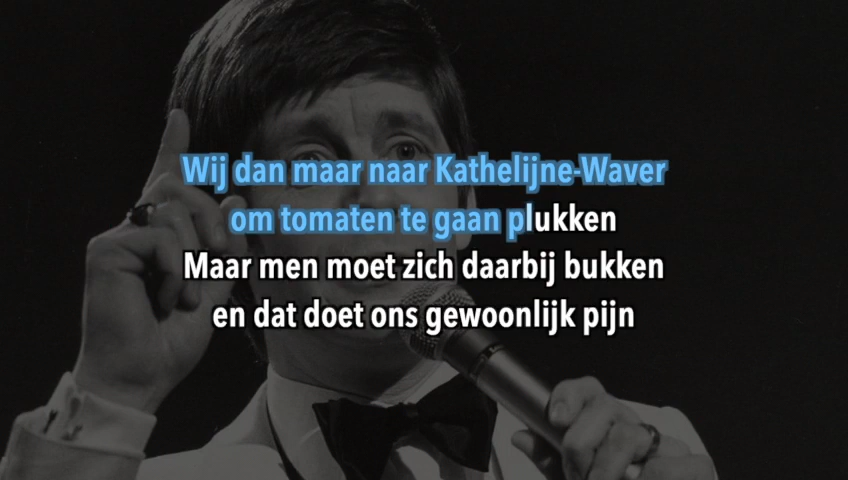 Wij dan maar naar Kathelijne-Waver
om tomaten te gaan plukken
Maar men moet zich daarbij bukken
en dat doet ons gewoonlijk pijn